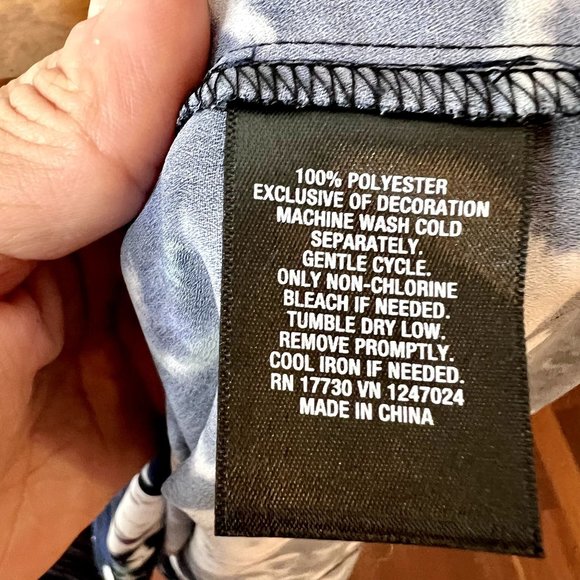 100% POLYESTER
EXCLUSIVE OF DECORATION
MACHINE WASH COLD
SEPARATELY.
GENTLE CYCLE.
ONLY NON-CHLORINE
BLEACH IF NEEDED.
TUMBLE DRY LOW.
REMOVE PROMPTLY.
COOL IRON IF NEEDED.
RN 17730 VN 1247024
MADE IN CHINA